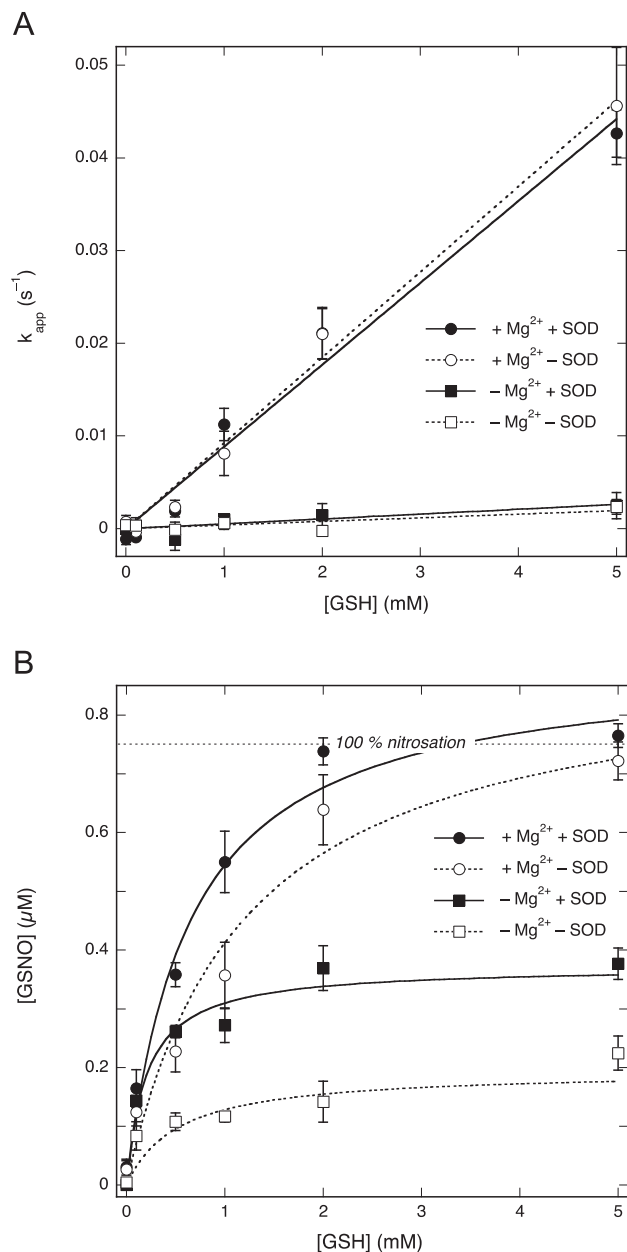 A
0.05
0.04
0.03
0.02
0.01
0
k_app (s⁻¹)
+ Mg²⁺ + SOD
+ Mg²⁺ − SOD
− Mg²⁺ + SOD
− Mg²⁺ − SOD
0 1 2 3 4 5
[GSH] (mM)
B
0.8
0.6
0.4
0.2
0
[GSNO] (µM)
100 % nitrosation
+ Mg²⁺ + SOD
+ Mg²⁺ − SOD
− Mg²⁺ + SOD
− Mg²⁺ − SOD
0 1 2 3 4 5
[GSH] (mM)